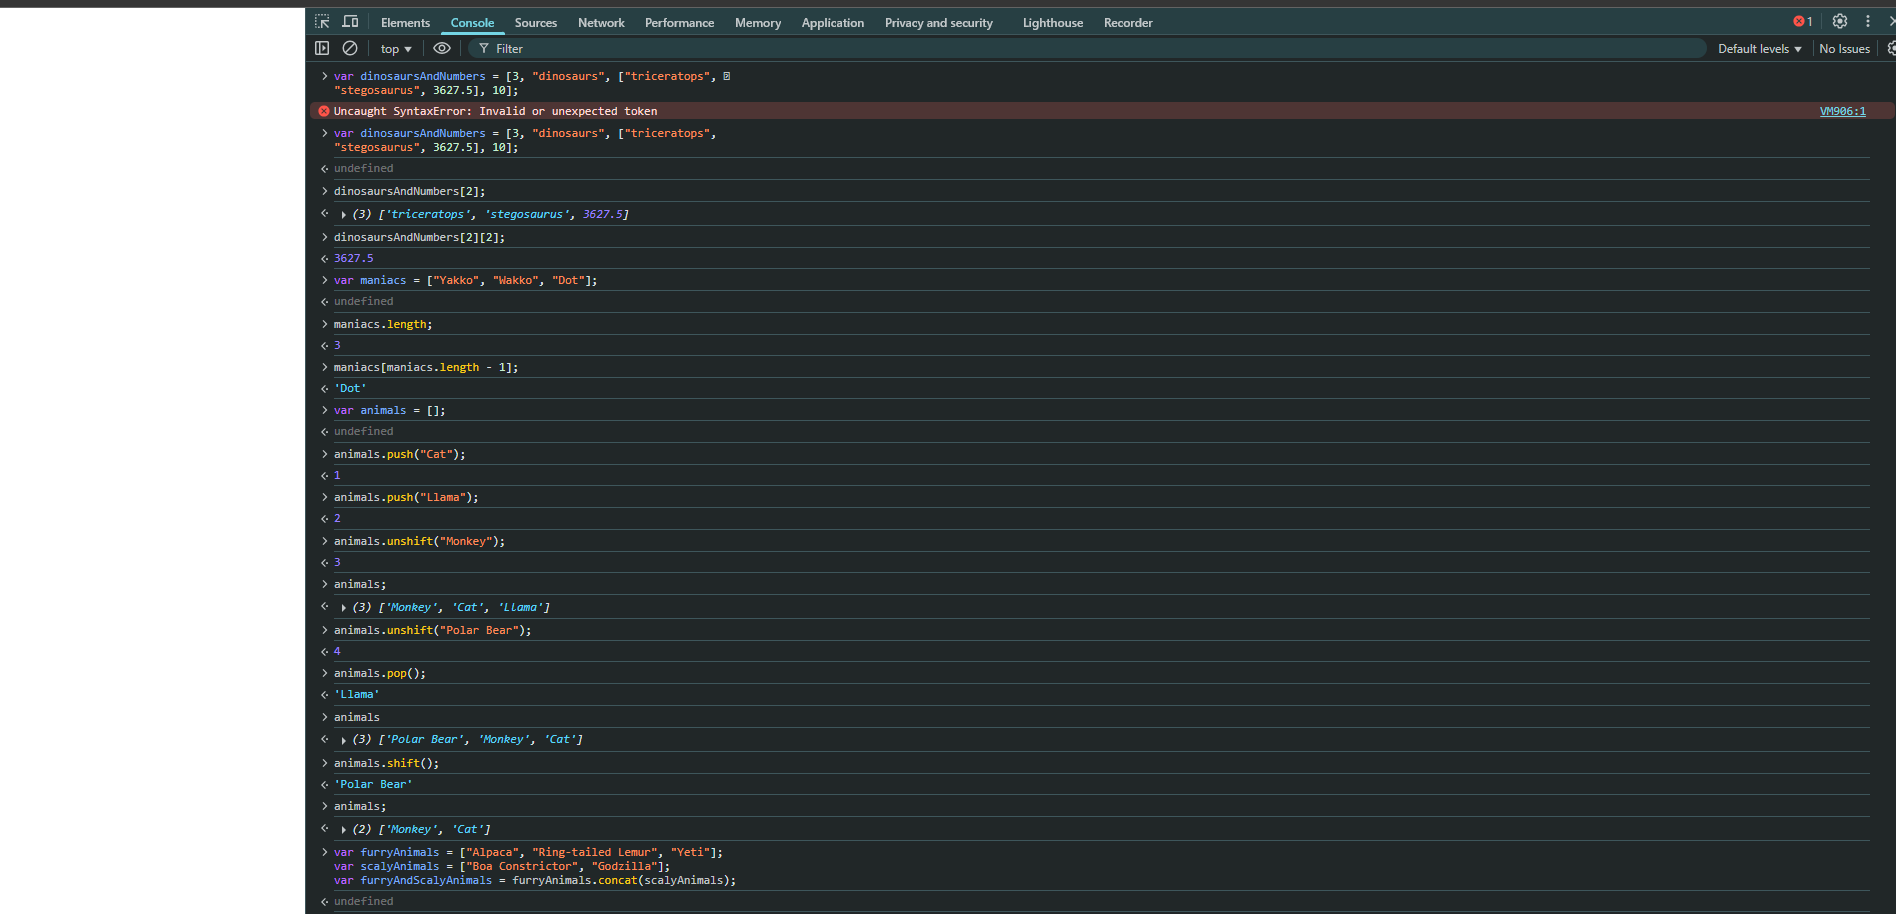 Elements Console Sources Network Performance Memory Application Privacy and security Lighthouse Recorder 1
top Filter Default levels No Issues
var dinosaursAndNumbers = [3, "dinosaurs", ["triceratops",
"stegosaurus", 3627.5], 10];
Uncaught SyntaxError: Invalid or unexpected token VM906:1
var dinosaursAndNumbers = [3, "dinosaurs", ["triceratops",
"stegosaurus", 3627.5], 10];
undefined
dinosaursAndNumbers[2];
(3) ['triceratops', 'stegosaurus', 3627.5]
dinosaursAndNumbers[2][2];
3627.5
var maniacs = ["Yakko", "Wakko", "Dot"];
undefined
maniacs.length;
3
maniacs[maniacs.length - 1];
'Dot'
var animals = [];
undefined
animals.push("Cat");
1
animals.push("Llama");
2
animals.unshift("Monkey");
3
animals;
(3) ['Monkey', 'Cat', 'Llama']
animals.unshift("Polar Bear");
4
animals.pop();
'Llama'
animals
(3) ['Polar Bear', 'Monkey', 'Cat']
animals.shift();
'Polar Bear'
animals;
(2) ['Monkey', 'Cat']
var furryAnimals = ["Alpaca", "Ring-tailed Lemur", "Yeti"];
var scalyAnimals = ["Boa Constrictor", "Godzilla"];
var furryAndScalyAnimals = furryAnimals.concat(scalyAnimals);
undefined